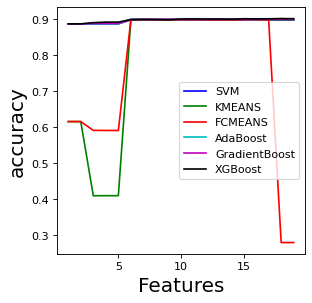 0.9
0.8
0.7
0.6
0.5
0.4
0.3
accuracy
SVM
KMEANS
FCMEANS
AdaBoost
GradientBoost
XGBoost
5
10
15
Features